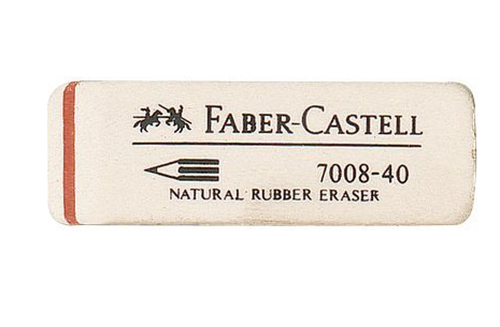 FABER-CASTELL
7008-40
NATURAL RUBBER ERASER